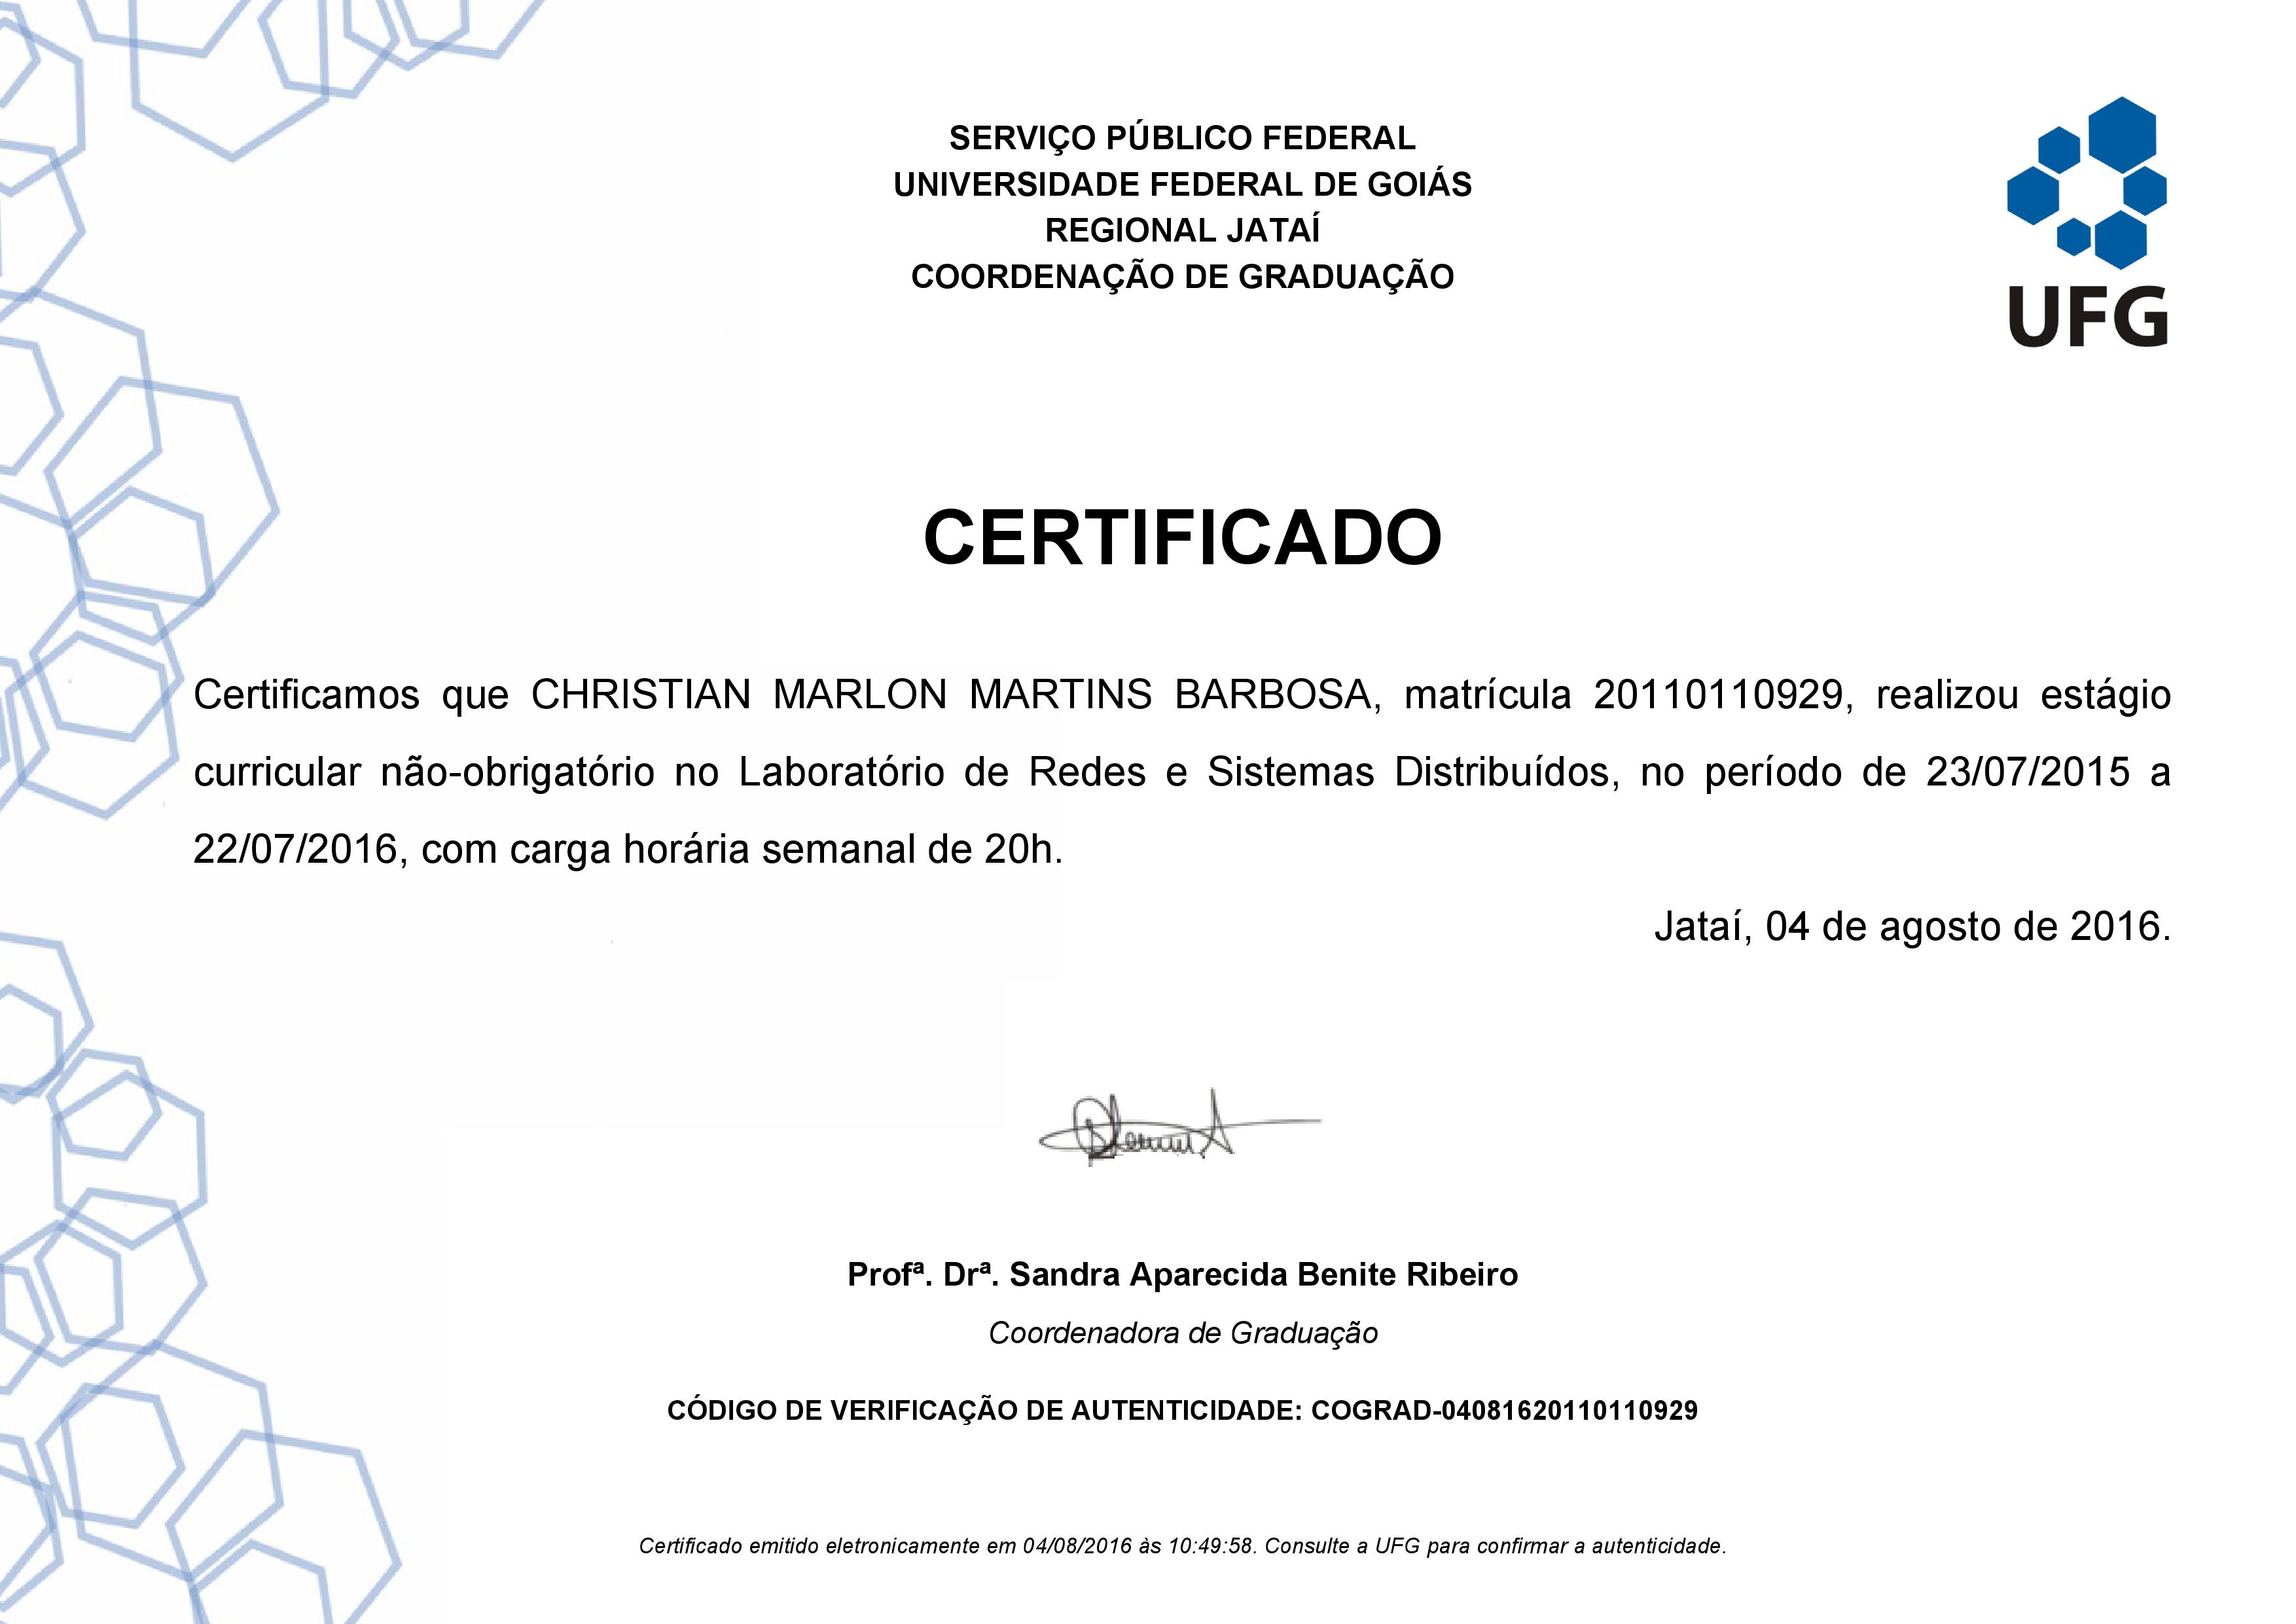 SERVIÇO PÚBLICO FEDERAL
UNIVERSIDADE FEDERAL DE GOIÁS
REGIONAL JATAÍ
COORDENAÇÃO DE GRADUAÇÃO
UFG
CERTIFICADO
Certificamos que CHRISTIAN MARLON MARTINS BARBOSA, matrícula 20110110929, realizou estágio
curricular não-obrigatório no Laboratório de Redes e Sistemas Distribuídos, no período de 23/07/2015 a
22/07/2016, com carga horária semanal de 20h.
Jataí, 04 de agosto de 2016.
Profª. Drª. Sandra Aparecida Benite Ribeiro
Coordenadora de Graduação
CÓDIGO DE VERIFICAÇÃO DE AUTENTICIDADE: COGRAD-04081620110110929
Certificado emitido eletronicamente em 04/08/2016 às 10:49:58. Consulte a UFG para confirmar a autenticidade.